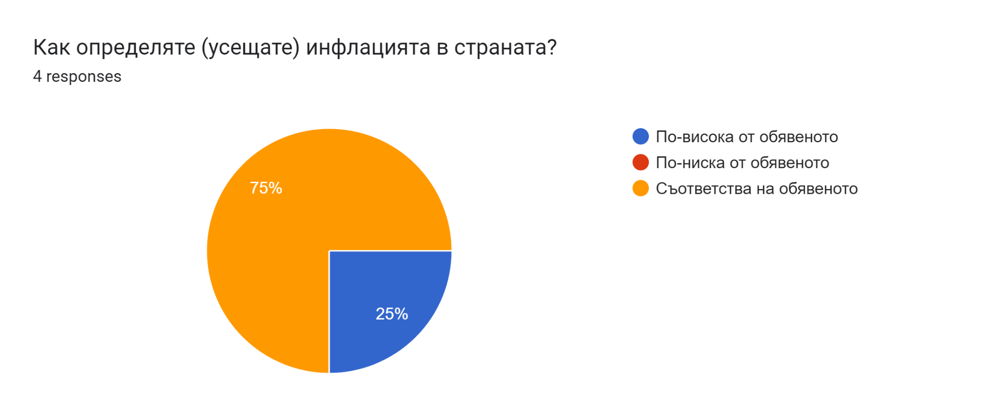 Как определяте (усещате) инфлацията в страната?
4 responses
По-висока от обявеното
По-ниска от обявеното
Съответства на обявеното
75%
25%